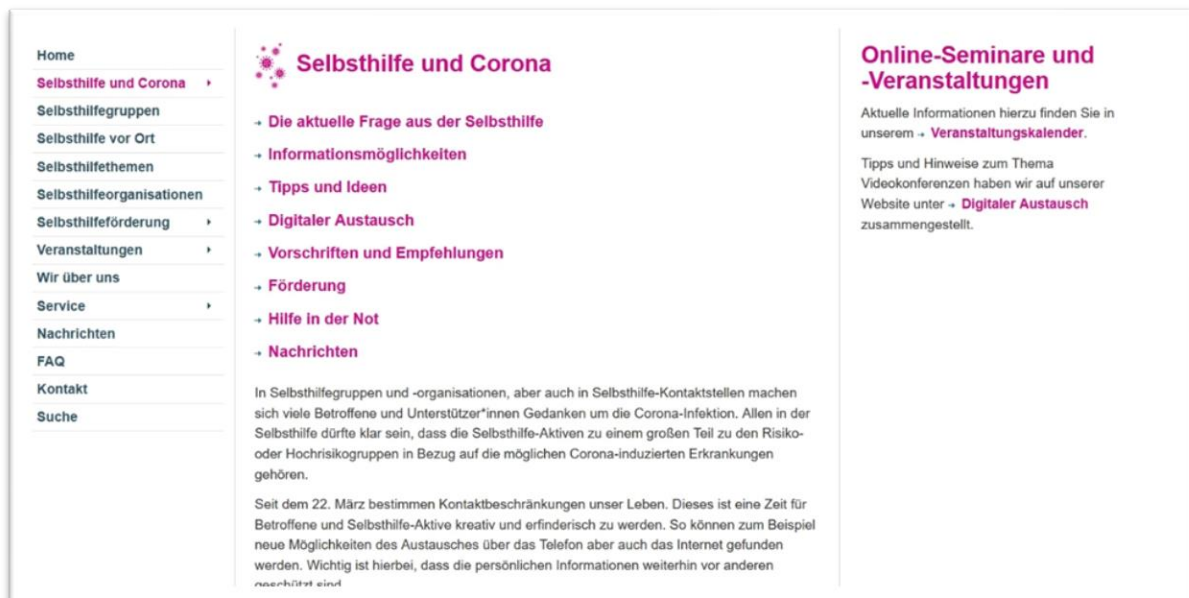 Home
Selbsthilfe und Corona
Selbsthilfegruppen
Selbsthilfe vor Ort
Selbsthilfethemen
Selbsthilfeorganisationen
Selbsthilfeförderung
Veranstaltungen
Wir über uns
Service
Nachrichten
FAQ
Kontakt
Suche
Selbsthilfe und Corona
→ Die aktuelle Frage aus der Selbsthilfe
→ Informationsmöglichkeiten
→ Tipps und Ideen
→ Digitaler Austausch
→ Vorschriften und Empfehlungen
→ Förderung
→ Hilfe in der Not
→ Nachrichten
In Selbsthilfegruppen und -organisationen, aber auch in Selbsthilfe-Kontaktstellen machen
sich viele Betroffene und Unterstützer*innen Gedanken um die Corona-Infektion. Allen in der
Selbsthilfe dürfte klar sein, dass die Selbsthilfe-Aktiven zu einem großen Teil zu den Risiko-
oder Hochrisikogruppen in Bezug auf die möglichen Corona-induzierten Erkrankungen
gehören.
Seit dem 22. März bestimmen Kontaktbeschränkungen unser Leben. Dieses ist eine Zeit für
Betroffene und Selbsthilfe-Aktive kreativ und erfinderisch zu werden. So können zum Beispiel
neue Möglichkeiten des Austausches über das Telefon aber auch das Internet gefunden
werden. Wichtig ist hierbei, dass die persönlichen Informationen weiterhin vor anderen
geschützt sind
Online-Seminare und
-Veranstaltungen
Aktuelle Informationen hierzu finden Sie in
unserem → Veranstaltungskalender.
Tipps und Hinweise zum Thema
Videokonferenzen haben wir auf unserer
Website unter → Digitaler Austausch
zusammengestellt.